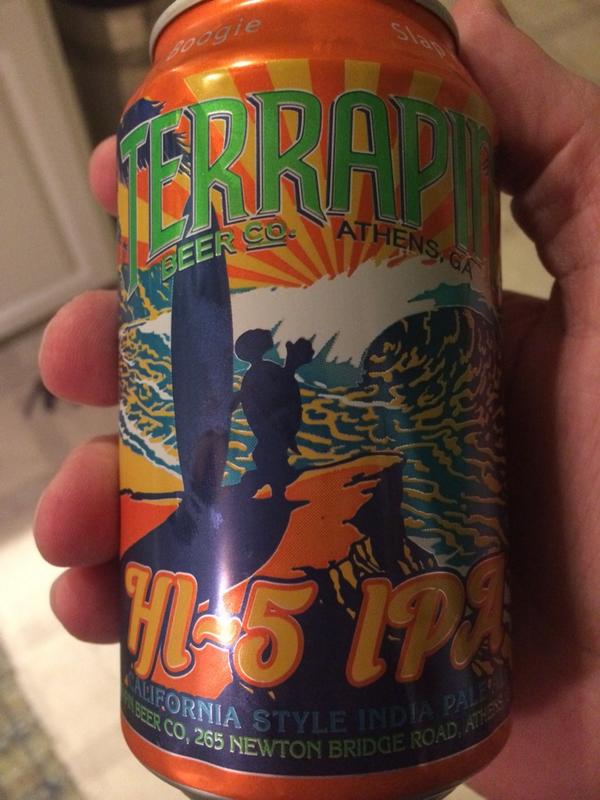 Boogie Slap
TERRAPIN
BEER CO. ATHENS, GA
HI-5 IPA
CALIFORNIA STYLE INDIA PALE
BEER CO, 265 NEWTON BRIDGE ROAD, ATHENS